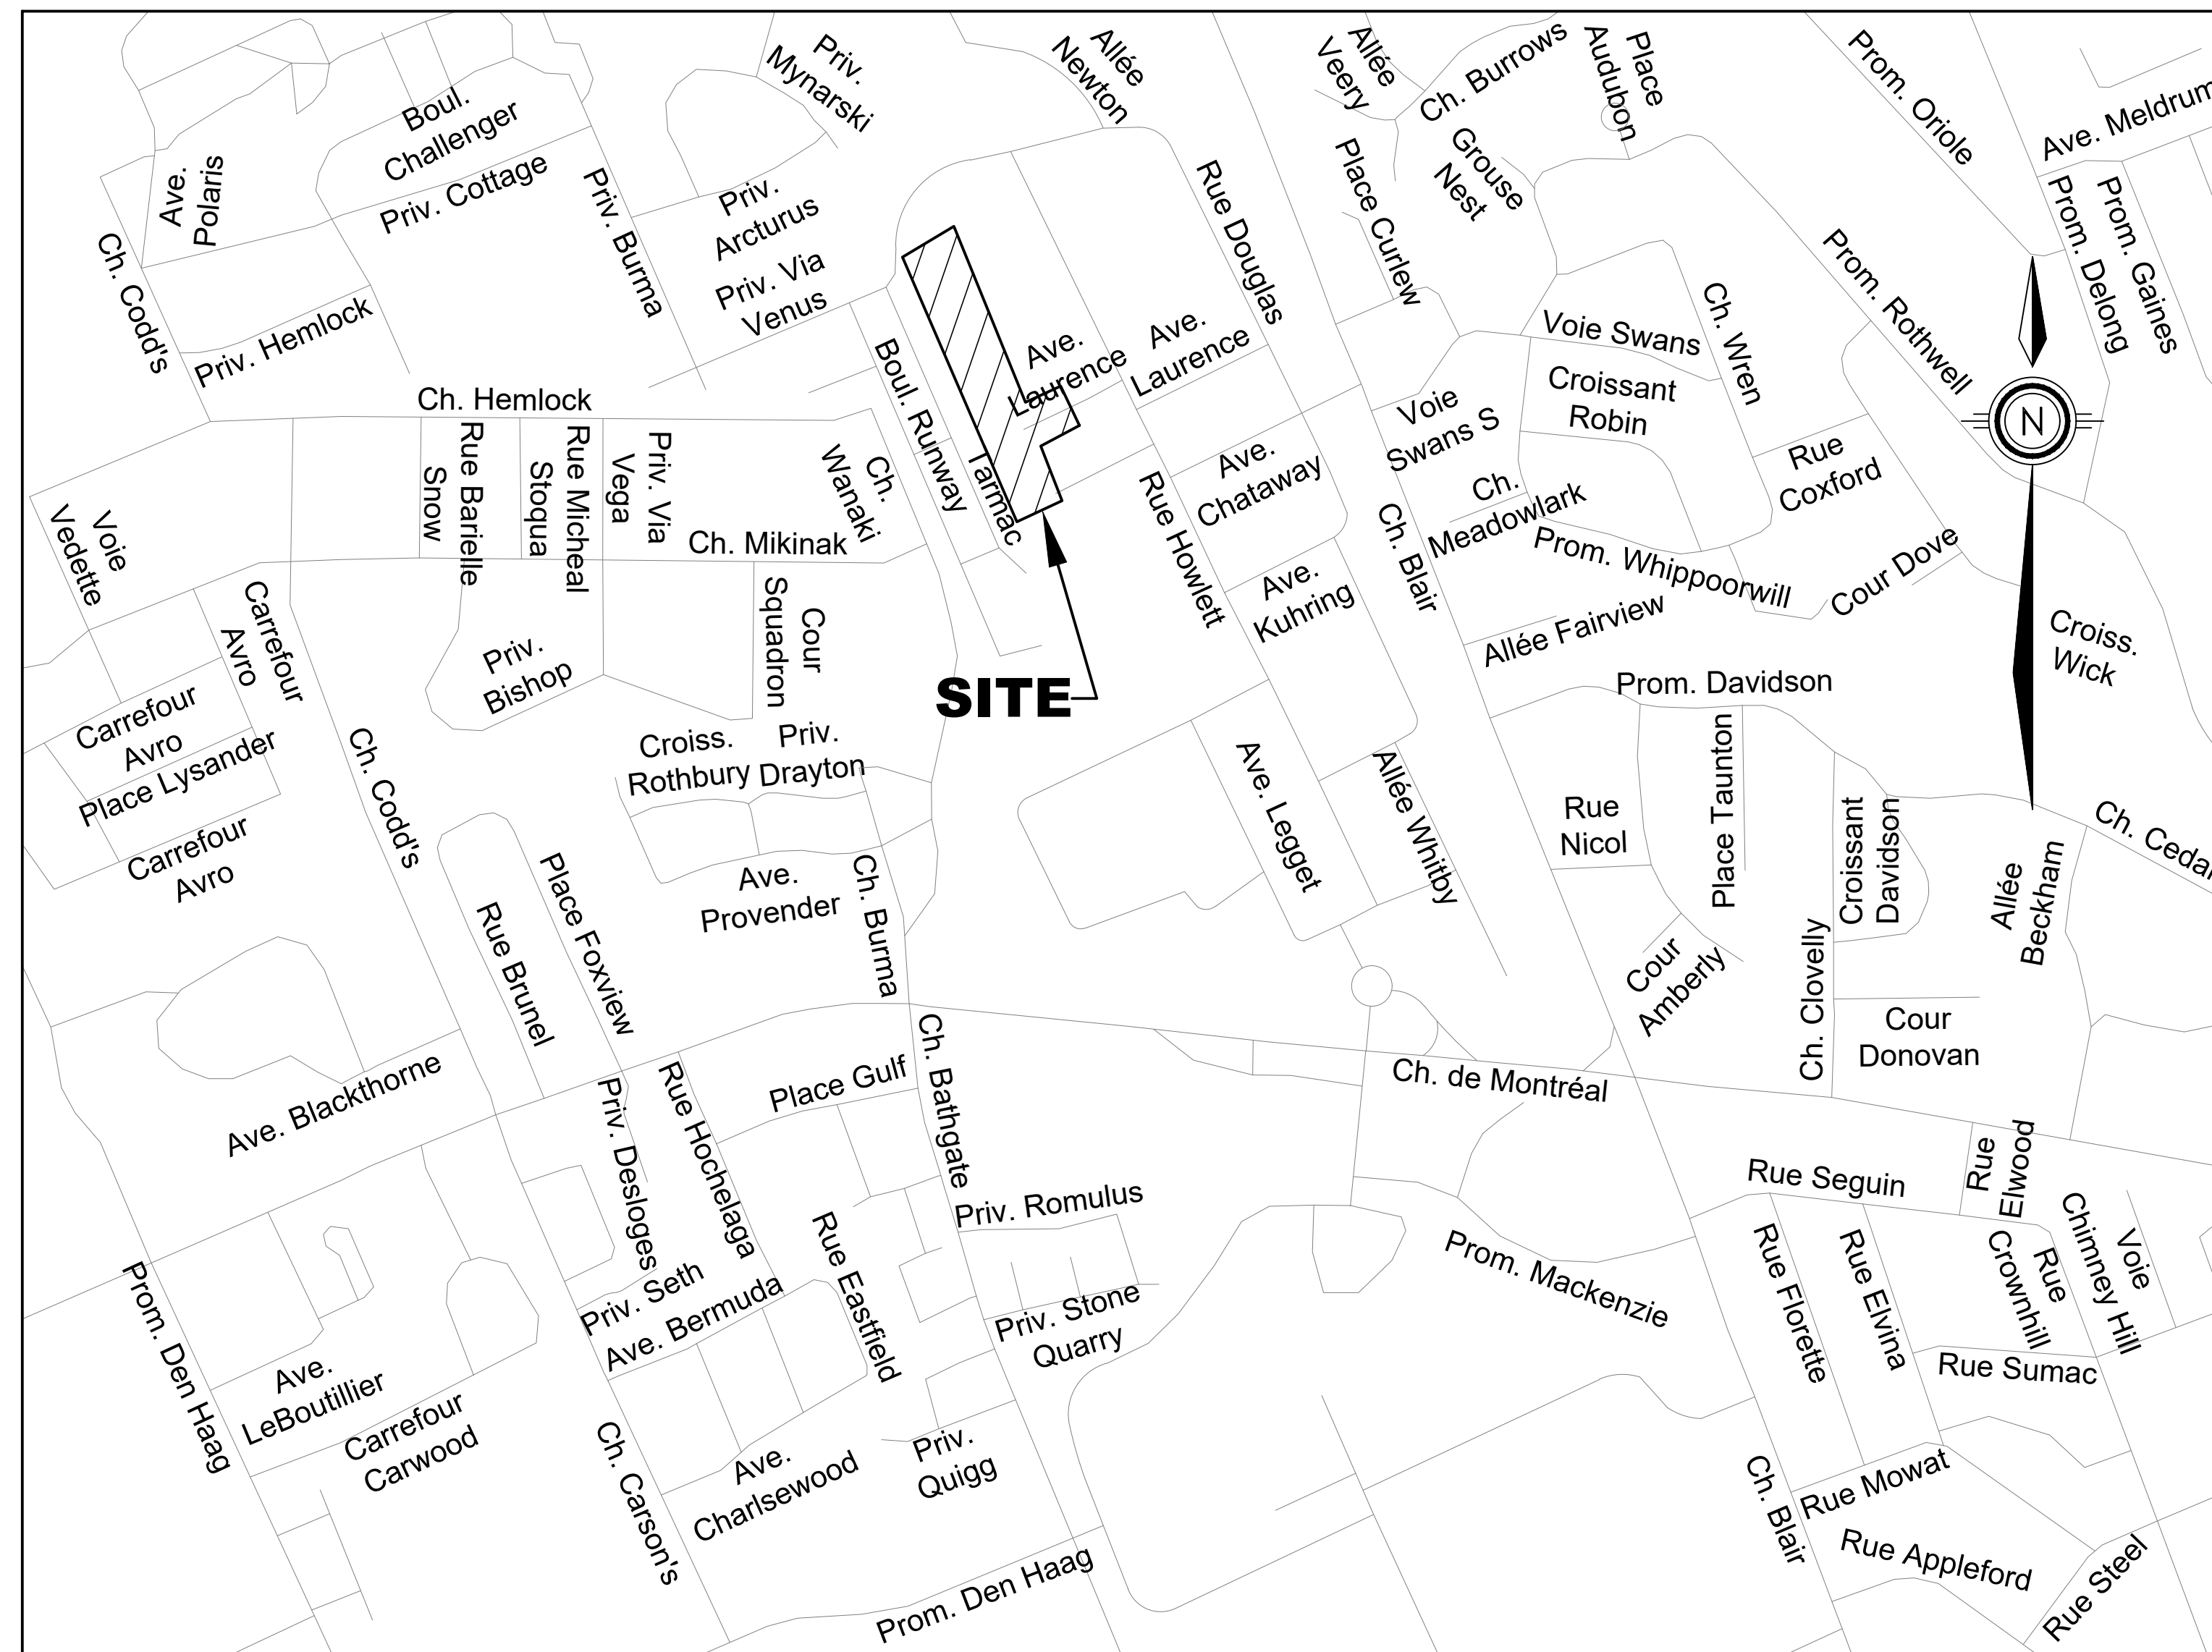 Priv.
Mynarski
Allée
Newton
Allée
Veery
Ch. Burrows
Place
Audubon
Prom. Oriole
Ave. Meldrum
Boul.
Challenger
Priv. Cottage
Ave.
Polaris
Ch. Codd's
Priv. Hemlock
Priv. Burma
Priv.
Arcturus
Priv. Via
Venus
Rue Douglas
Place Curlew
Grouse
Nest
Prom. Rothwell
Prom. Delong
Prom. Gaines
Ch. Wren
Voie Swans
Croissant
Robin
Voie
Swans S
Ave.
Laurence
Ave.
Laurence
Boul. Runway
Tarmac
Ch. Hemlock
Rue Barielle
Snow
Rue Micheal
Stoqua
Priv. Via
Vega
Ch.
Wanaki
Ch. Mikinak
Voie
Vedette
Carrefour
Avro
Ave.
Chataway
Rue Howlett
Ave.
Kuhring
Ch. Blair
Ch.
Meadowlark
Prom. Whippoorwill
Rue
Coxford
Cour Dove
N
Allée Fairview
Croiss.
Wick
Prom. Davidson
Priv.
Bishop
Cour
Squadron
SITE
Carrefour
Avro
Place Lysander
Carrefour
Avro
Ch. Codd's
Croiss.
Rothbury
Priv.
Drayton
Ave.
Provender
Ch. Burma
Place Foxview
Rue Brunel
Ave. Legget
Allée Whitby
Rue
Nicol
Place Taunton
Croissant
Davidson
Ch. Clovelly
Cour
Amberly
Allée
Beckham
Ch. Cedar
Cour
Donovan
Ave. Blackthorne
Priv. Desloges
Rue Hochelaga
Place Gulf
Ch. Bathgate
Ch. de Montréal
Priv. Romulus
Rue Seguin
Rue
Elwood
Prom. Den Haag
Priv. Seth
Ave. Bermuda
Rue Eastfield
Priv. Stone
Quarry
Prom. Mackenzie
Rue Florette
Rue Elvina
Rue
Crownhill
Voie
Chimney Hill
Rue Sumac
Ave.
LeBoutillier
Carrefour
Carwood
Ch. Carson's
Ave.
Charlsewood
Priv.
Quigg
Prom. Den Haag
Ch. Blair
Rue Mowat
Rue Appleford
Rue Steel